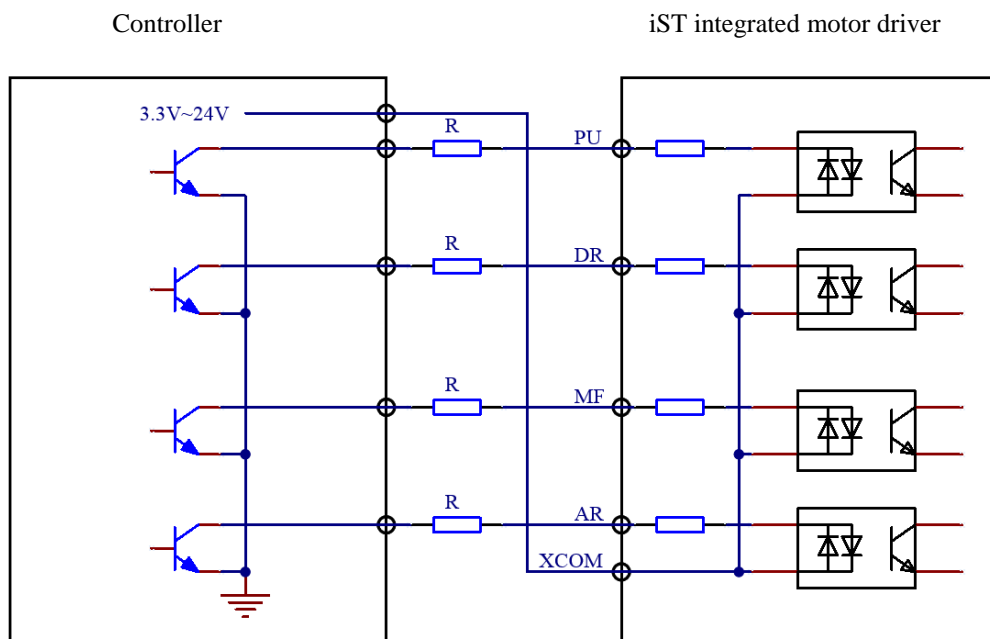 Controller
iST integrated motor driver
3.3V~24V
R
PU
R
DR
R
MF
R
AR
XCOM